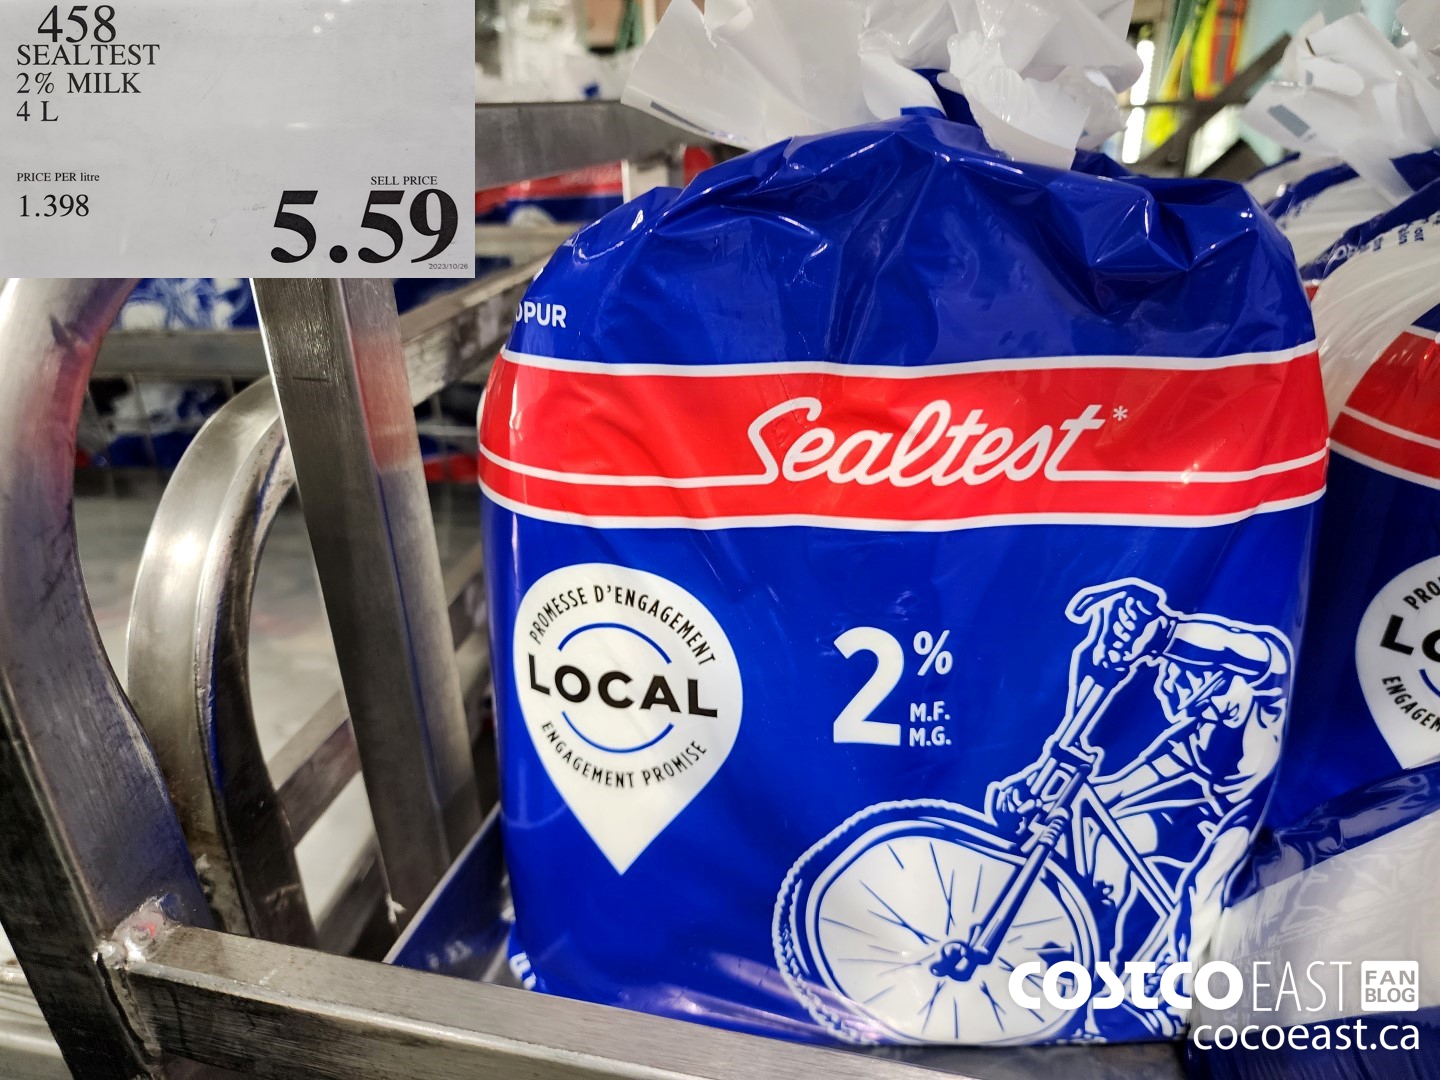 458
SEALTEST
2% MILK
4 L
PRICE PER litre
1.398
SELL PRICE
5.59
2023/10/26
PUR
Sealtest*
PROMESSE D'ENGAGEMENT
LOCAL
ENGAGEMENT PROMISE
2%
M.F.
M.G.
COSTCO EAST FAN BLOG
cocoeast.ca